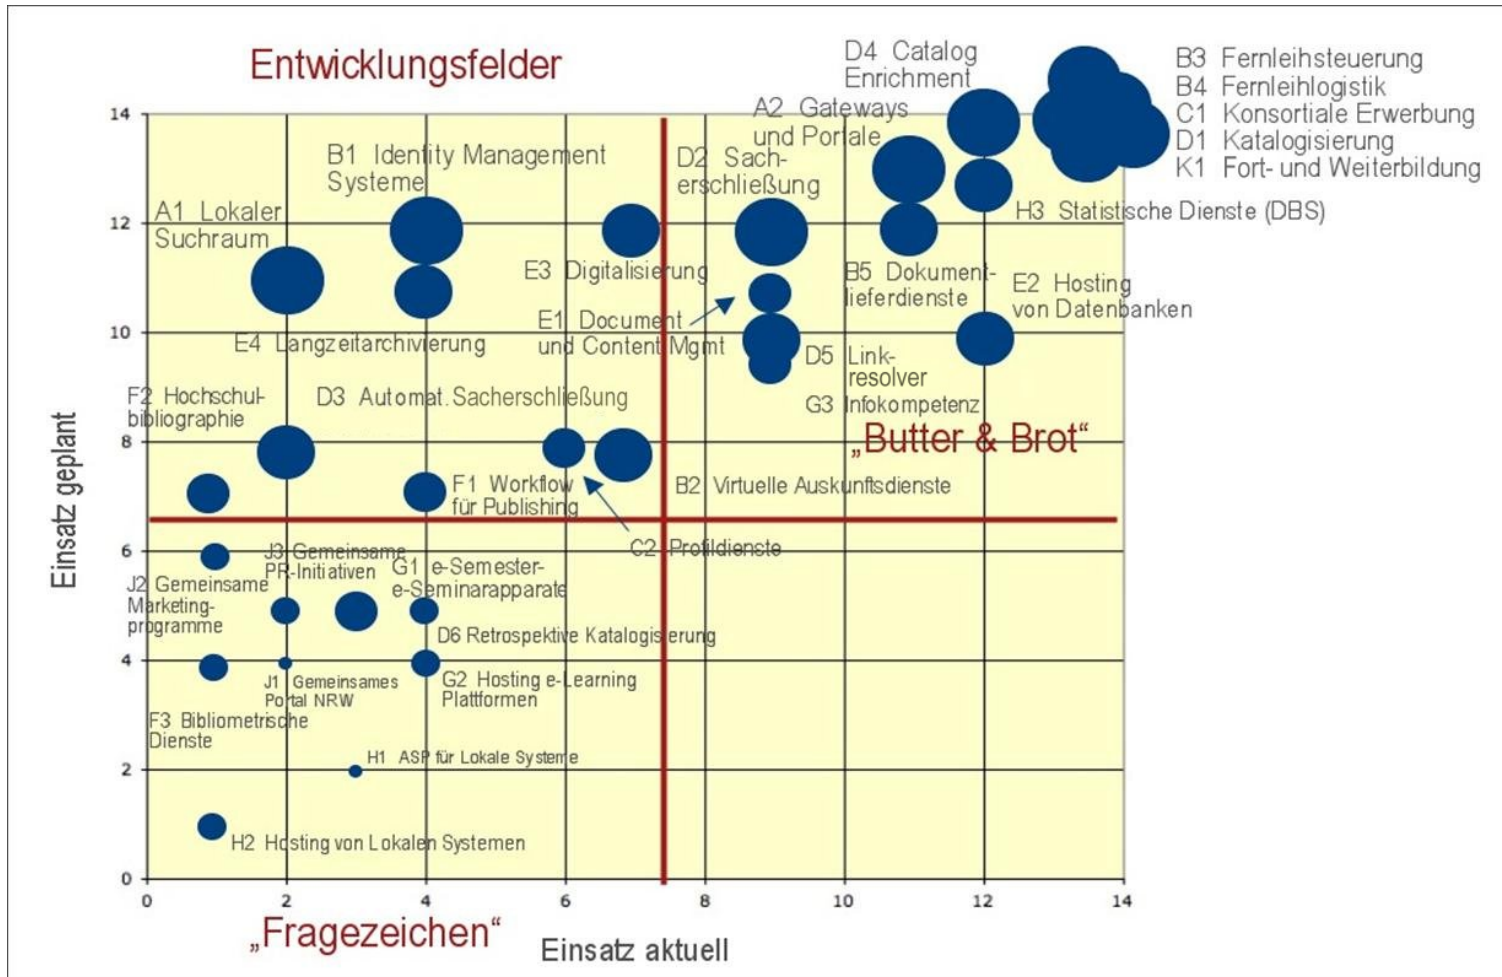 Entwicklungsfelder
D4 Catalog
Enrichment
A2 Gateways
und Portale
B3 Fernleihsteuerung
B4 Fernleihlogistik
C1 Konsortiale Erwerbung
D1 Katalogisierung
K1 Fort- und Weiterbildung
B1 Identity Management
Systeme
D2 Sach-
erschließung
A1 Lokaler
Suchraum
H3 Statistische Dienste (DBS)
E3 Digitalisierung
B5 Dokument-
lieferdienste
E2 Hosting
von Datenbanken
E1 Document
und Content Mgmt
E4 Langzeitarchivierung
D5 Link-
resolver
G3 Infokompetenz
F2 Hochschul-
bibliographie
D3 Automat. Sacherschließung
„Butter & Brot“
F1 Workflow
für Publishing
B2 Virtuelle Auskunftsdienste
C2 Profildienste
J3 Gemeinsame
PR-Initiativen
G1 e-Semester-
e-Seminarapparate
J2 Gemeinsame
Marketing-
programme
D6 Retrospektive Katalogisierung
J1 Gemeinsames
Portal NRW
G2 Hosting e-Learning
Plattformen
F3 Bibliometrische
Dienste
H1 ASP für Lokale Systeme
H2 Hosting von Lokalen Systemen
14
12
10
8
6
4
2
0
Einsatz geplant
0 2 4 6 8 10 12 14
„Fragezeichen“
Einsatz aktuell